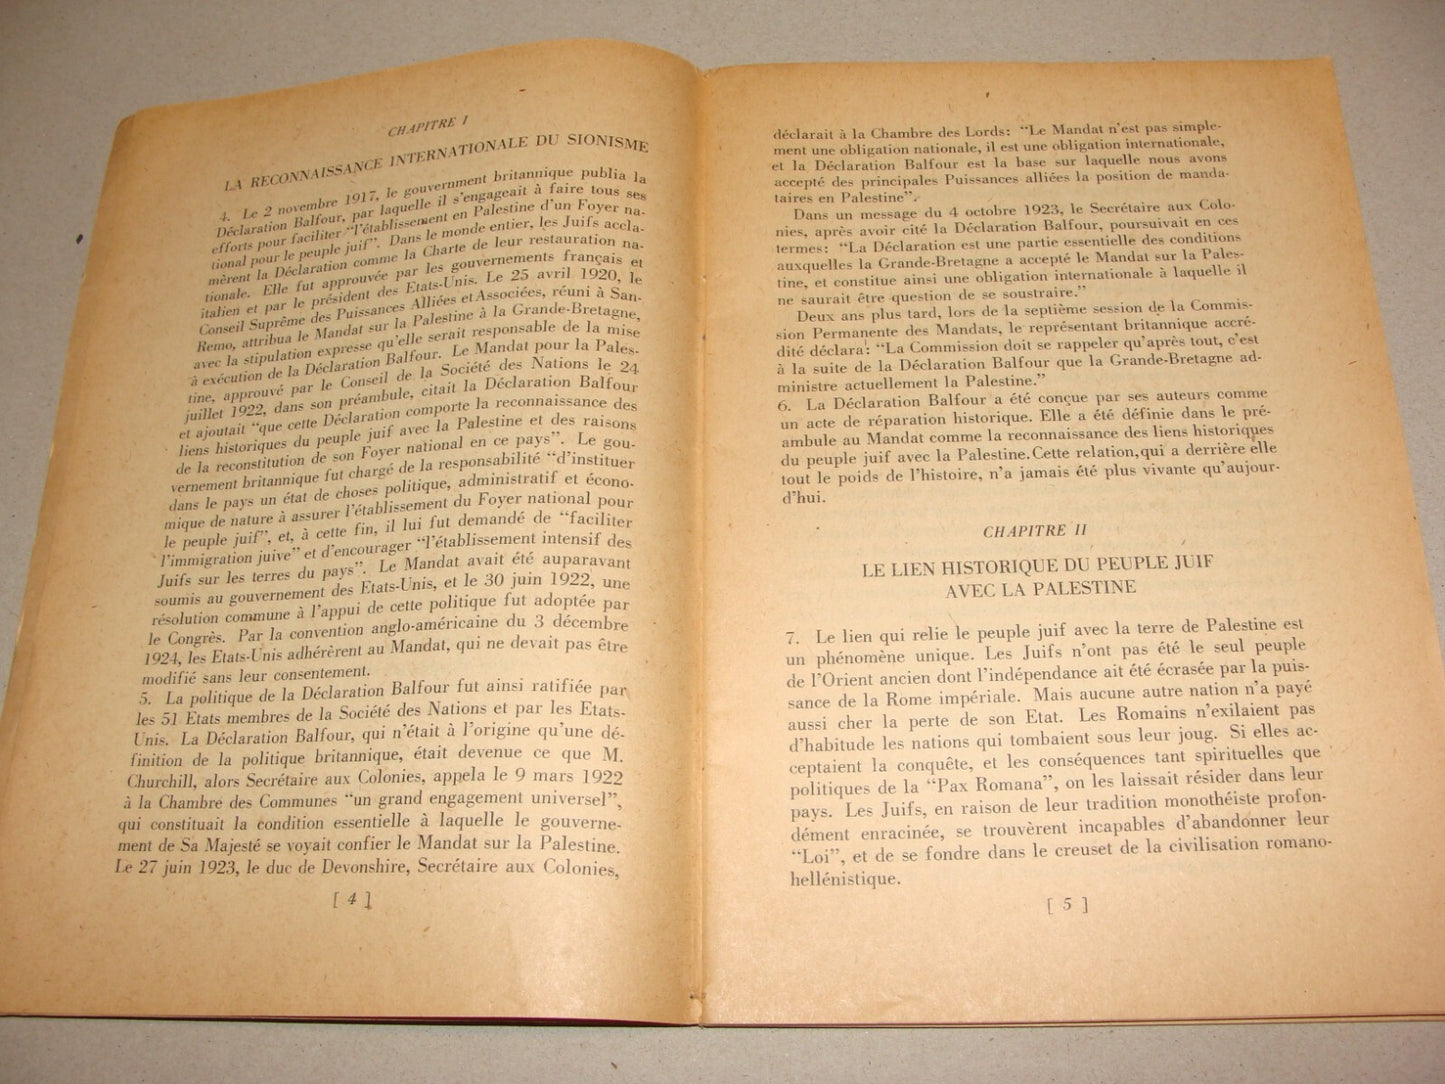 CHAPITRE I
LA RECONNAISSANCE INTERNATIONALE DU SIONISME
4. Le 2 novembre 1917, le gouvernment britannique publia la
Déclaration Balfour, par laquelle il s'engageait à faire tous ses
efforts pour faciliter "l'établissement en Palestine d'un Foyer na-
tional pour le peuple juif". Dans le monde entier, les Juifs accla-
mèrent la Déclaration comme la Charte de leur restauration na-
tionale. Elle fut approuvée par les gouvernements français et
italien et par le président des Etats-Unis. Le 25 avril 1920, le
Conseil Suprême des Puissances Alliées et Associées, réuni à San-
Remo, attribua le Mandat sur la Palestine à la Grande-Bretagne,
avec la stipulation expresse qu'elle serait responsable de la mise
à exécution de la Déclaration Balfour. Le Mandat pour la Pales-
tine, approuvé par le Conseil de la Société des Nations le 24
juillet 1922, dans son préambule, citait la Déclaration Balfour
et ajoutait "que cette Déclaration comporte la reconnaissance des
liens historiques du peuple juif avec la Palestine et des raisons
de la reconstitution de son Foyer national en ce pays". Le gou-
vernement britannique fut chargé de la responsabilité "d'instituer
dans le pays un état de choses politique, administratif et écono-
mique de nature à assurer l'établissement du Foyer national pour
le peuple juif", et, à cette fin, il lui fut demandé de "faciliter
l'immigration juive" et d'encourager "l'établissement intensif des
Juifs sur les terres du pays". Le Mandat avait été auparavant
soumis au gouvernement des Etats-Unis, et le 30 juin 1922, une
résolution commune à l'appui de cette politique fut adoptée par
le Congrès. Par la convention anglo-américaine du 3 décembre
1924, les Etats-Unis adhérèrent au Mandat, qui ne devait pas être
modifié sans leur consentement.
5. La politique de la Déclaration Balfour fut ainsi ratifiée par
les 51 Etats membres de la Société des Nations et par les Etats-
Unis. La Déclaration Balfour, qui n'était à l'origine qu'une dé-
finition de la politique britannique, était devenue ce que M.
Churchill, alors Secrétaire aux Colonies, appela le 9 mars 1922
à la Chambre des Communes "un grand engagement universel",
qui constituait la condition essentielle à laquelle le gouverne-
ment de Sa Majesté se voyait confier le Mandat sur la Palestine.
Le 27 juin 1923, le duc de Devonshire, Secrétaire aux Colonies,
[ 4 ]
déclarait à la Chambre des Lords: "Le Mandat n'est pas simple-
ment une obligation nationale, il est une obligation internationale,
et la Déclaration Balfour est la base sur laquelle nous avons
accepté des principales Puissances alliées la position de manda-
taires en Palestine".
Dans un message du 4 octobre 1923, le Secrétaire aux Colo-
nies, après avoir cité la Déclaration Balfour, poursuivait en ces
termes: "La Déclaration est une partie essentielle des conditions
auxquelles la Grande-Bretagne a accepté le Mandat sur la Pales-
tine, et constitue ainsi une obligation internationale à laquelle il
ne saurait être question de se soustraire."
Deux ans plus tard, lors de la septième session de la Commis-
sion Permanente des Mandats, le représentant britannique accré-
dité déclara: "La Commission doit se rappeler qu'après tout, c'est
à la suite de la Déclaration Balfour que la Grande-Bretagne ad-
ministre actuellement la Palestine."
6. La Déclaration Balfour a été conçue par ses auteurs comme
un acte de réparation historique. Elle a été définie dans le pré-
ambule au Mandat comme la reconnaissance des liens historiques
du peuple juif avec la Palestine. Cette relation, qui a derrière elle
tout le poids de l'histoire, n'a jamais été plus vivante qu'aujour-
d'hui.
CHAPITRE II
LE LIEN HISTORIQUE DU PEUPLE JUIF
AVEC LA PALESTINE
7. Le lien qui relie le peuple juif avec la terre de Palestine est
un phénomène unique. Les Juifs n'ont pas été le seul peuple
de l'Orient ancien dont l'indépendance ait été écrasée par la puis-
sance de la Rome impériale. Mais aucune autre nation n'a payé
aussi cher la perte de son Etat. Les Romains n'exilaient pas
d'habitude les nations qui tombaient sous leur joug. Si elles ac-
ceptaient la conquête, et les conséquences tant spirituelles que
politiques de la "Pax Romana", on les laissait résider dans leur
pays. Les Juifs, en raison de leur tradition monothéiste profon-
dément enracinée, se trouvèrent incapables d'abandonner leur
"Loi", et de se fondre dans le creuset de la civilisation romano-
hellénistique.
[ 5 ]